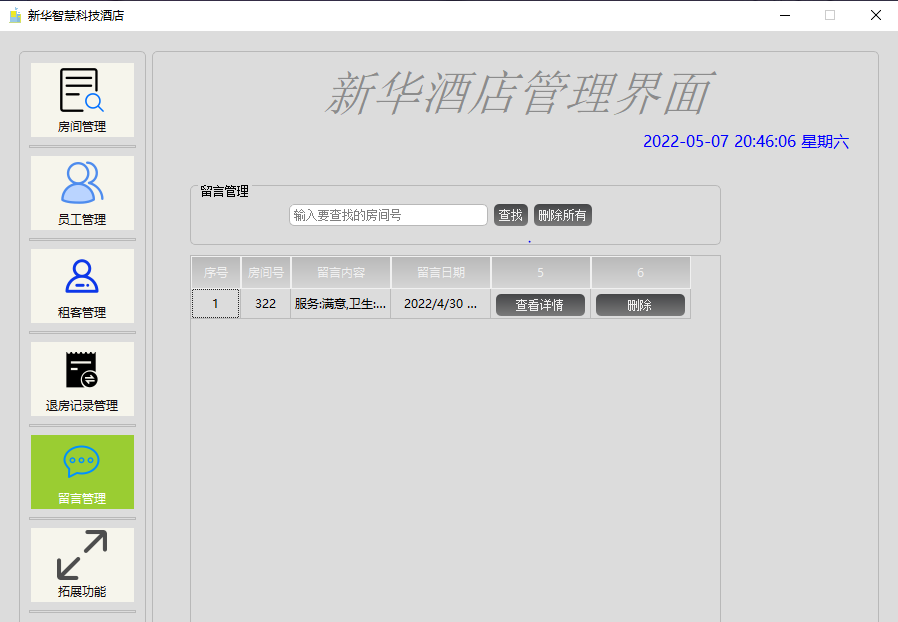 新华智慧科技酒店
房间管理
员工管理
租客管理
退房记录管理
留言管理
拓展功能
新华酒店管理界面
2022-05-07 20:46:06 星期六
留言管理
输入要查找的房间号 查找 删除所有
序号 房间号 留言内容 留言日期 5 6
1 322 服务:满意,卫生:... 2022/4/30 ... 查看详情 删除